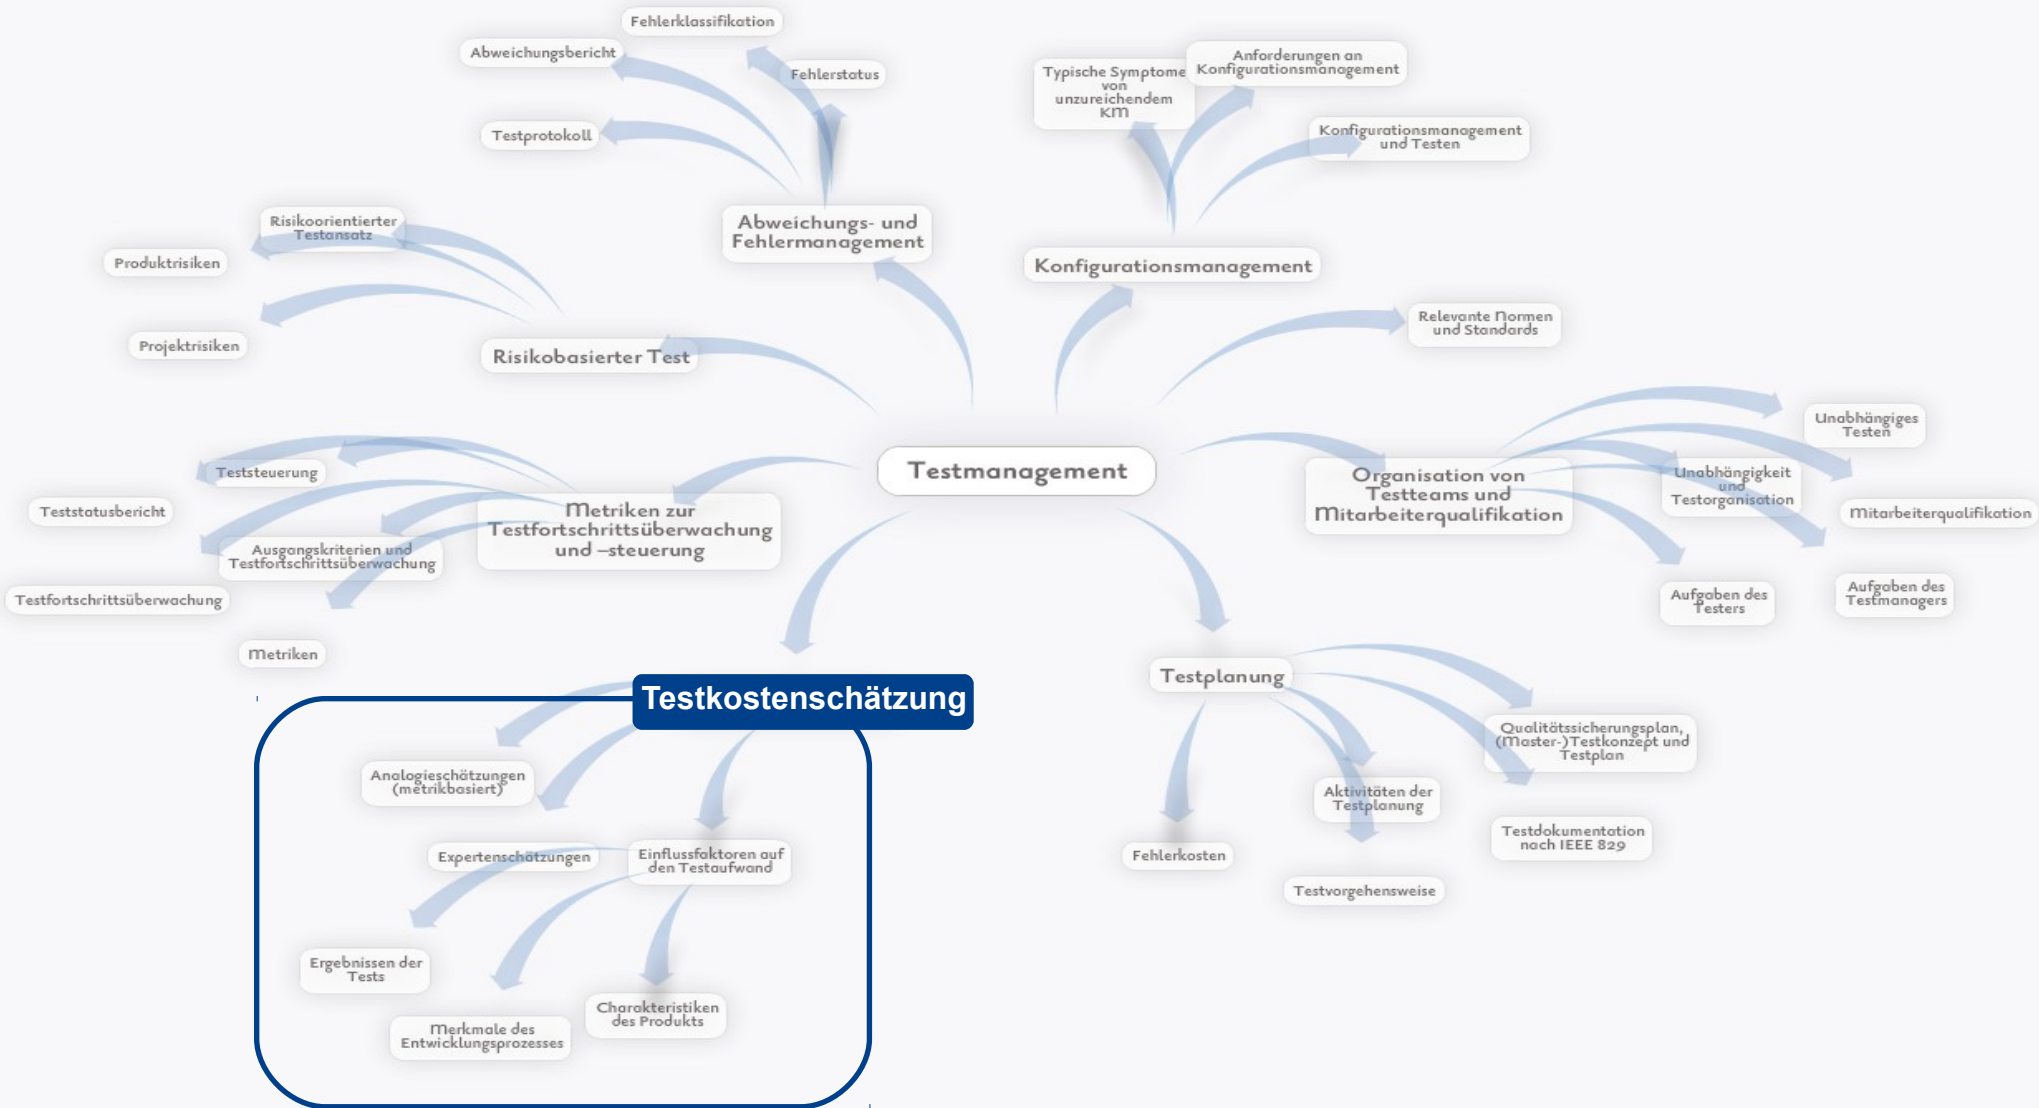 Fehlerklassifikation
Abweichungsbericht
Fehlerstatus
Testprotokoll
Abweichungs- und
Fehlermanagement
Typische Symptome
von
unzureichendem
KM
Anforderungen an
Konfigurationsmanagement
Konfigurationsmanagement
und Testen
Konfigurationsmanagement
Risikoorientierter
Testansatz
Produktrisiken
Projektrisiken
Risikobasierter Test
Relevante Normen
und Standards
Testmanagement
Unabhängiges
Testen
Organisation von
Testteams und
Mitarbeiterqualifikation
Unabhängigkeit
und
Testorganisation
Mitarbeiterqualifikation
Aufgaben des
Testers
Aufgaben des
Testmanagers
Teststeuerung
Teststatusbericht
Metriken zur
Testfortschrittsüberwachung
und –steuerung
Ausgangskriterien und
Testfortschrittsüberwachung
Testfortschrittsüberwachung
Metriken
Testkostenschätzung
Analogieschätzungen
(metrikbasiert)
Expertenschätzungen
Einflussfaktoren auf
den Testaufwand
Ergebnissen der
Tests
Merkmale des
Entwicklungsprozesses
Charakteristiken
des Produkts
Testplanung
Qualitätssicherungsplan,
(Master-)Testkonzept und
Testplan
Aktivitäten der
Testplanung
Testdokumentation
nach IEEE 829
Fehlerkosten
Testvorgehensweise